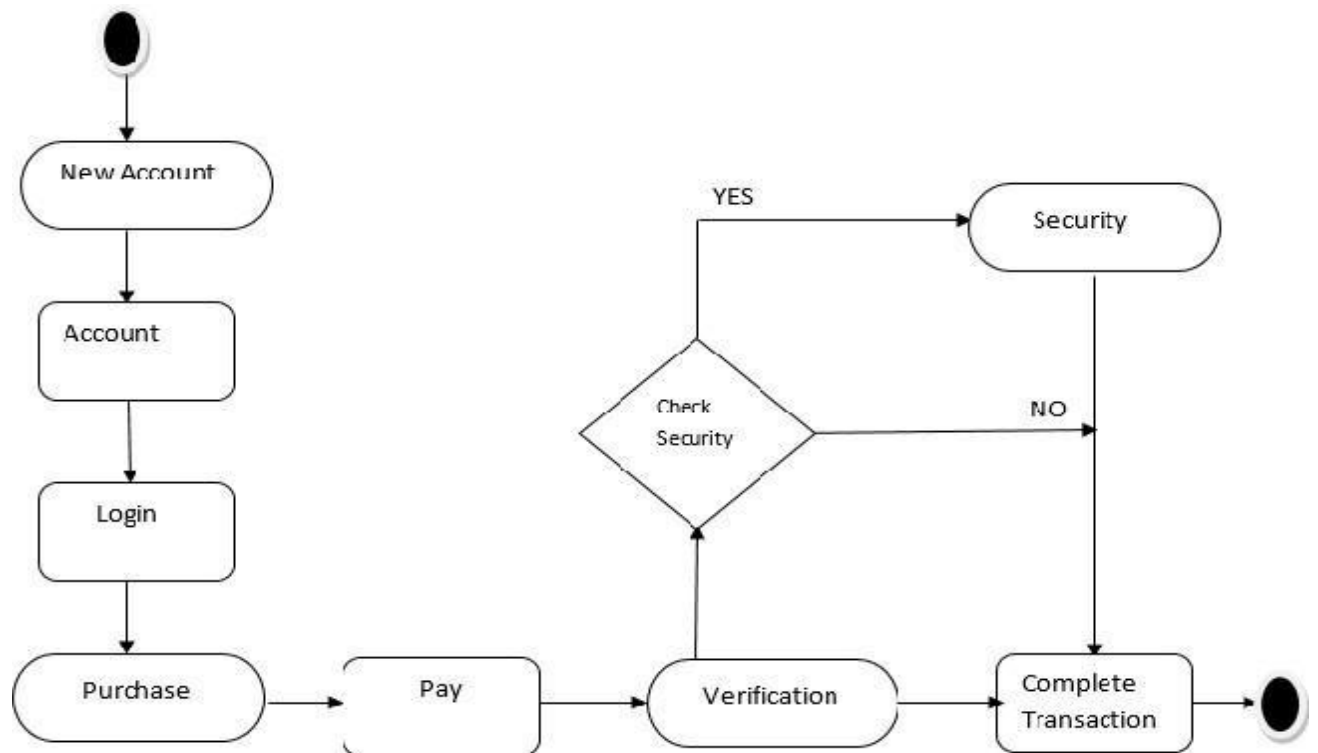 New Account
YES
Security
Account
Check
Security
NO
Login
Purchase
Pay
Verification
Complete
Transaction